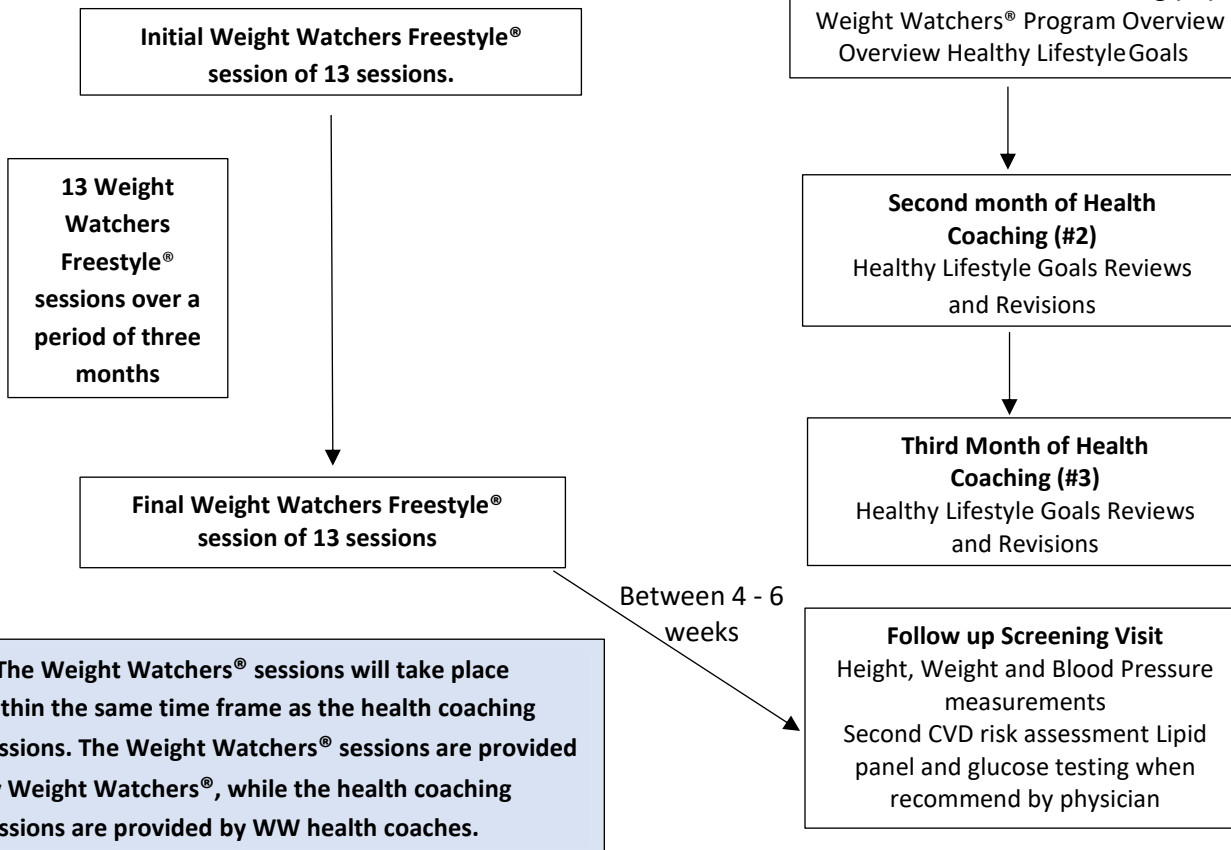 Initial Weight Watchers Freestyle®
session of 13 sessions.
13 Weight
Watchers
Freestyle®
sessions over a
period of three
months
Final Weight Watchers Freestyle®
session of 13 sessions
The Weight Watchers® sessions will take place
the same time frame as the health coaching
The Weight Watchers® sessions are provided
Weight Watchers®, while the health coaching
are provided by WW health coaches.
Weight Watchers® Program Overview
Overview Healthy Lifestyle Goals
Second month of Health
Coaching (#2)
Healthy Lifestyle Goals Reviews
and Revisions
Third Month of Health
Coaching (#3)
Healthy Lifestyle Goals Reviews
and Revisions
Between 4 - 6
weeks
Follow up Screening Visit
Height, Weight and Blood Pressure
measurements
Second CVD risk assessment Lipid
panel and glucose testing when
recommend by physician